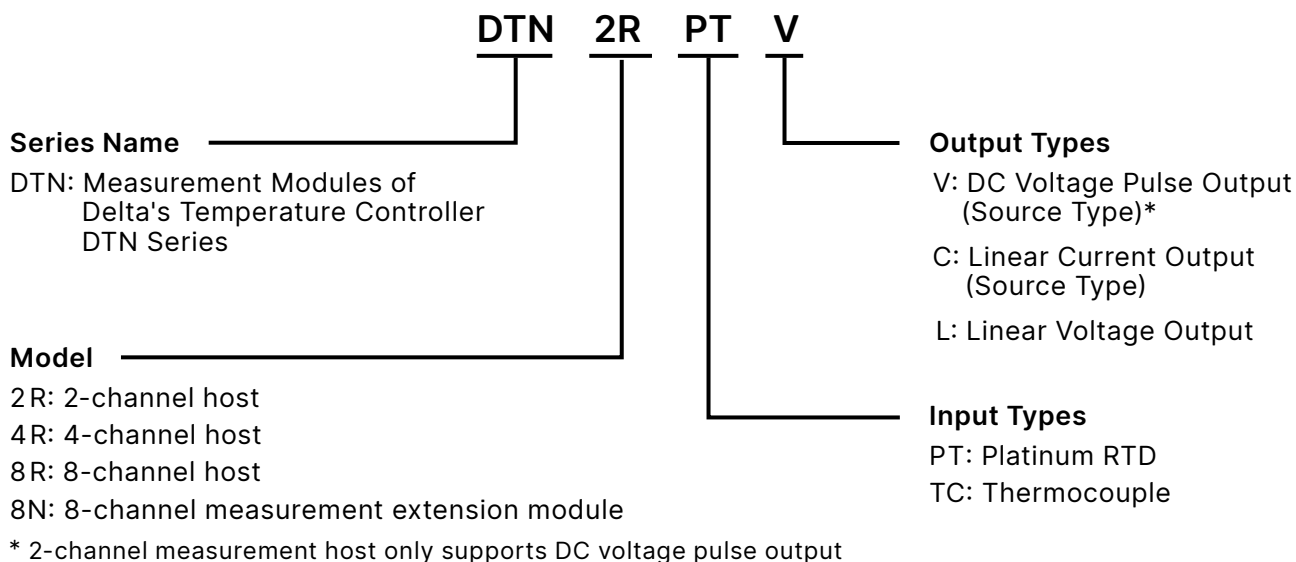 DTN 2R PT V
Series Name
DTN: Measurement Modules of
Delta's Temperature Controller
DTN Series
Model
2R: 2-channel host
4R: 4-channel host
8R: 8-channel host
8N: 8-channel measurement extension module
* 2-channel measurement host only supports DC voltage pulse output
Output Types
V: DC Voltage Pulse Output
(Source Type)*
C: Linear Current Output
(Source Type)
L: Linear Voltage Output
Input Types
PT: Platinum RTD
TC: Thermocouple